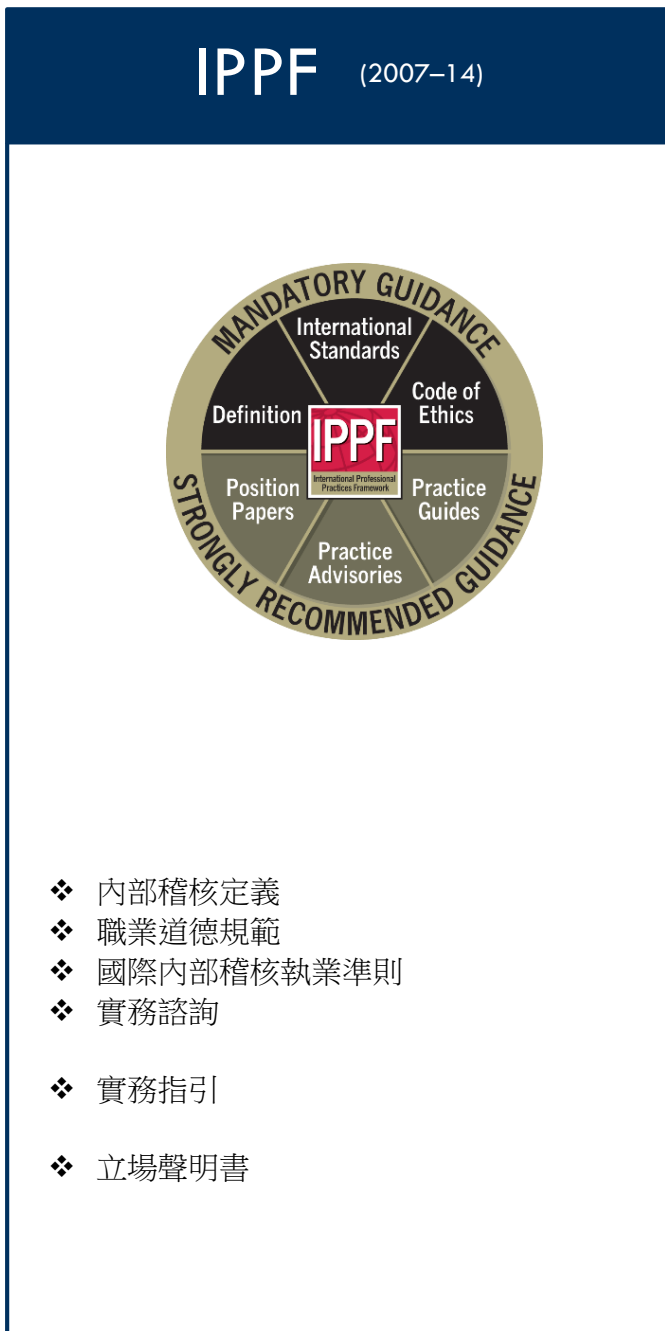 IPPF (2007–14)
MANDATORY GUIDANCE
International
Standards
Definition
Code of
Ethics
IPPF
International Professional
Practices Framework
Position
Papers
Practice
Guides
Practice
Advisories
STRONGLY RECOMMENDED GUIDANCE
❖ 內部稽核定義
❖ 職業道德規範
❖ 國際內部稽核執業準則
❖ 實務諮詢
❖ 實務指引
❖ 立場聲明書